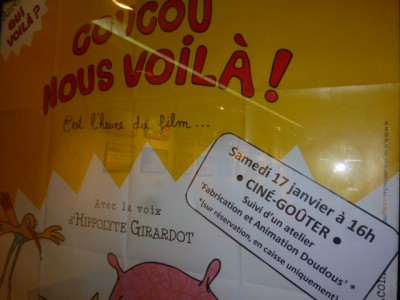 QUI
VOILÀ ?
COUCOU
NOUS VOILÀ !
C'est l'heure du film...
Avec la voix
d'HIPPOLYTE GIRARDOT
Samedi 17 janvier à 16h
• CINÉ-GOÛTER •
Suivi d'un atelier
'Fabrication et Animation Doudous' *
*(sur réservation, en caisse uniquement)